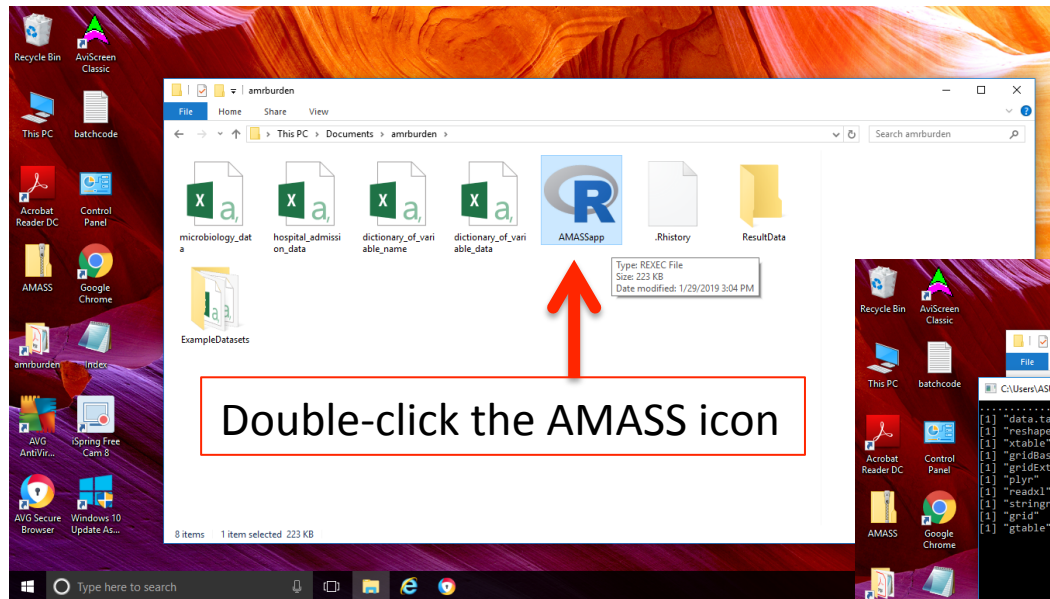 Recycle Bin
AviScreen
Classic
This PC
batchcode
Acrobat
Reader DC
Control
Panel
AMASS
Google
Chrome
amrburden
index
AVG
AntiVir...
iSpring Free
Cam 8
AVG Secure
Browser
Windows 10
Update As...
amrburden
File Home Share View
This PC > Documents > amrburden >
Search amrburden
microbiology_dat
a
hospital_admissi
on_data
dictionary_of_vari
able_name
dictionary_of_vari
able_data
AMASSapp
.Rhistory
ResultData
Type: REXEC File
Size: 223 KB
Date modified: 1/29/2019 3:04 PM
ExampleDatasets
Double-click the AMASS icon
8 items 1 item selected 223 KB
Type here to search
Recycle Bin
AviScreen
Classic
This PC
batchcode
Acrobat
Reader DC
Control
Panel
AMASS
Google
Chrome
File
C:\Users\ASU
[1] "data.ta
[1] "reshape
[1] "xtable"
[1] "gridBas
[1] "gridExt
[1] "plyr"
[1] "readxl"
[1] "stringr
[1] "grid"
[1] "gtable"